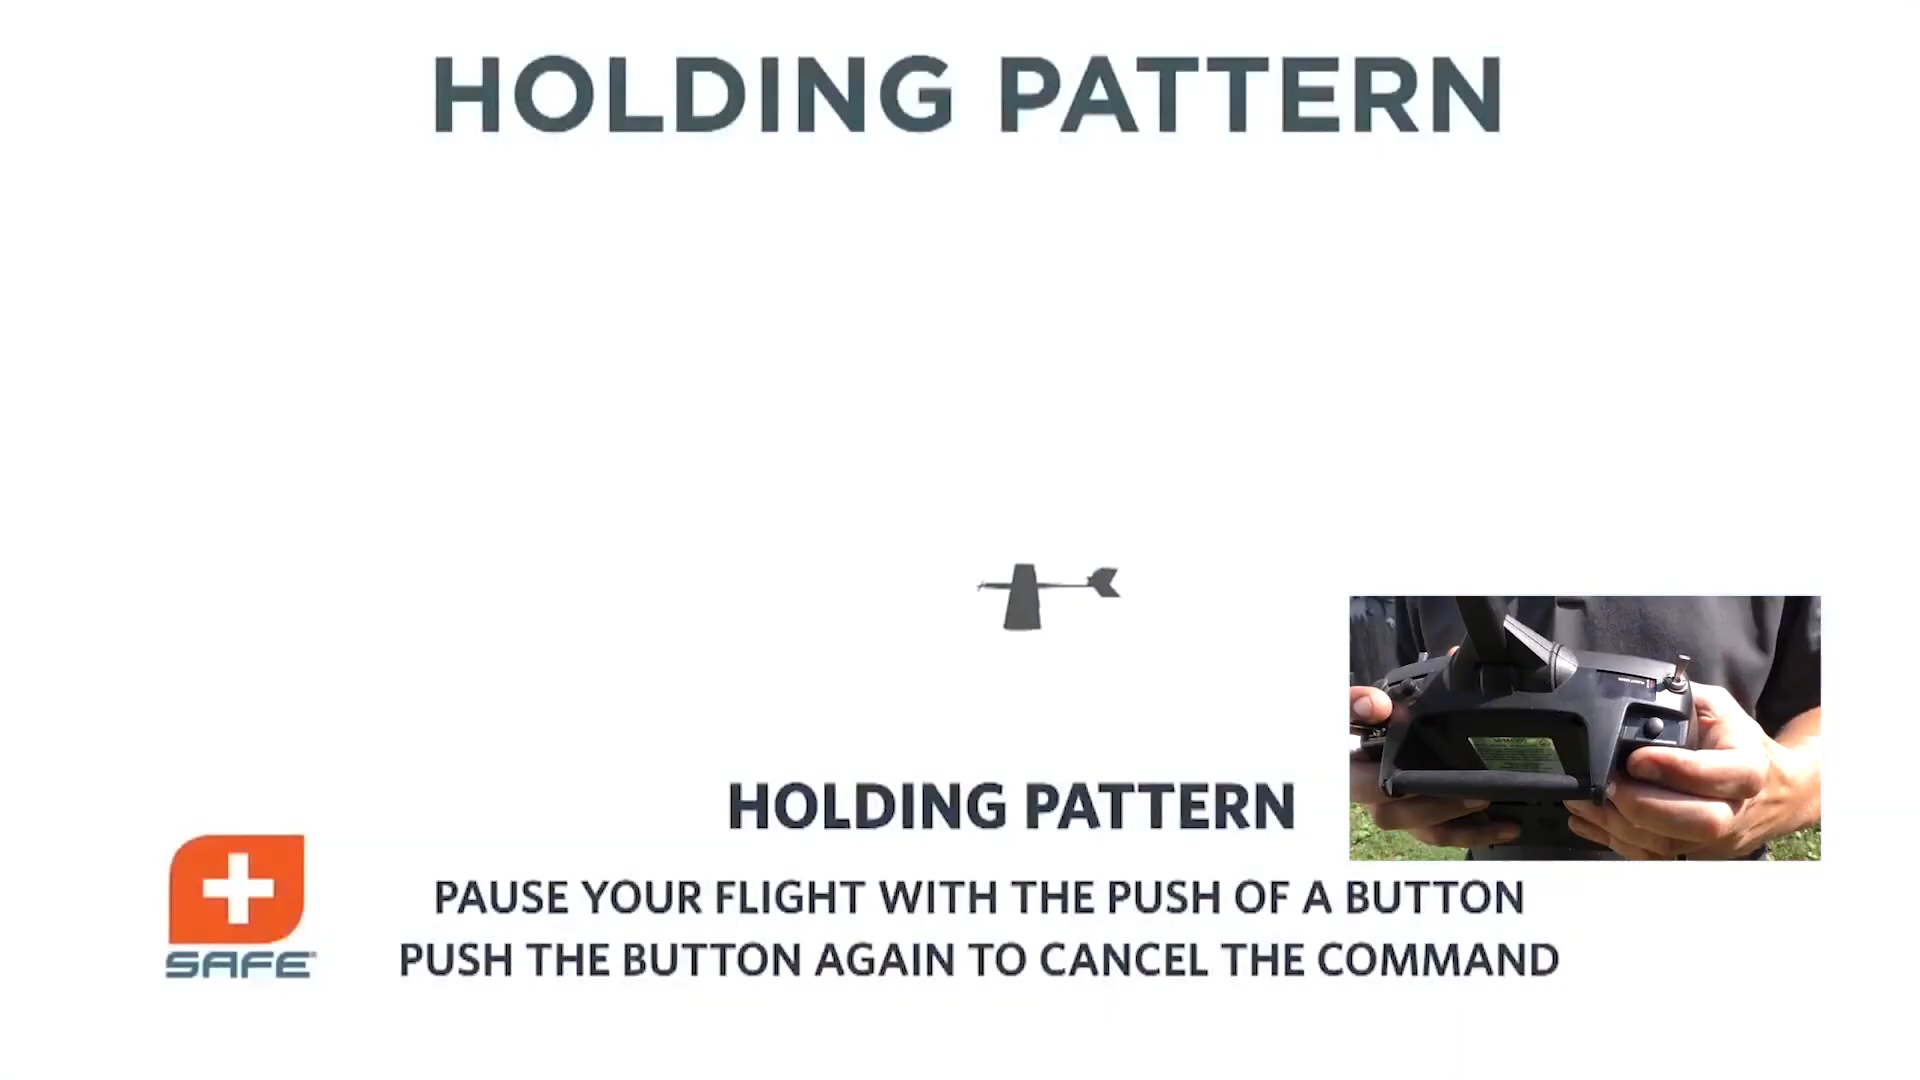 HOLDING PATTERN
HOLDING PATTERN
PAUSE YOUR FLIGHT WITH THE PUSH OF A BUTTON
PUSH THE BUTTON AGAIN TO CANCEL THE COMMAND
SAFE®